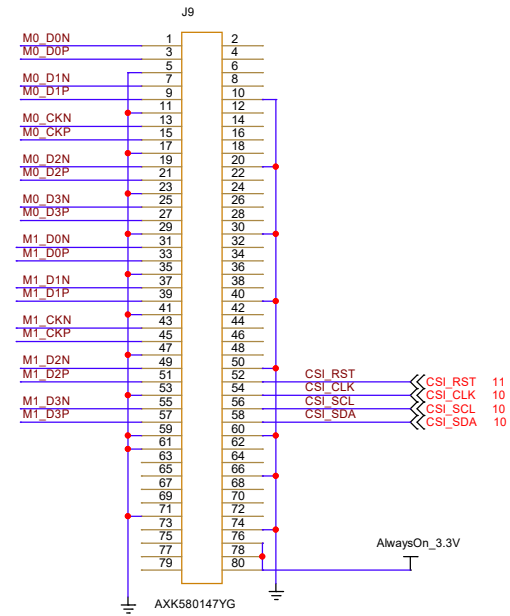 J9
M0_D0N 1 2
M0_D0P 3 4
5 6
M0_D1N 7 8
M0_D1P 9 10
11 12
M0_CKN 13 14
M0_CKP 15 16
17 18
M0_D2N 19 20
M0_D2P 21 22
23 24
M0_D3N 25 26
M0_D3P 27 28
29 30
M1_D0N 31 32
M1_D0P 33 34
35 36
M1_D1N 37 38
M1_D1P 39 40
41 42
M1_CKN 43 44
M1_CKP 45 46
47 48
M1_D2N 49 50
M1_D2P 51 52 CSI_RST CSI_RST 11
53 54 CSI_CLK CSI_CLK 10
M1_D3N 55 56 CSI_SCL CSI_SCL 10
M1_D3P 57 58 CSI_SDA CSI_SDA 10
59 60
61 62
63 64
65 66
67 68
69 70
71 72
73 74
75 76 AlwaysOn_3.3V
77 78
79 80
AXK580147YG